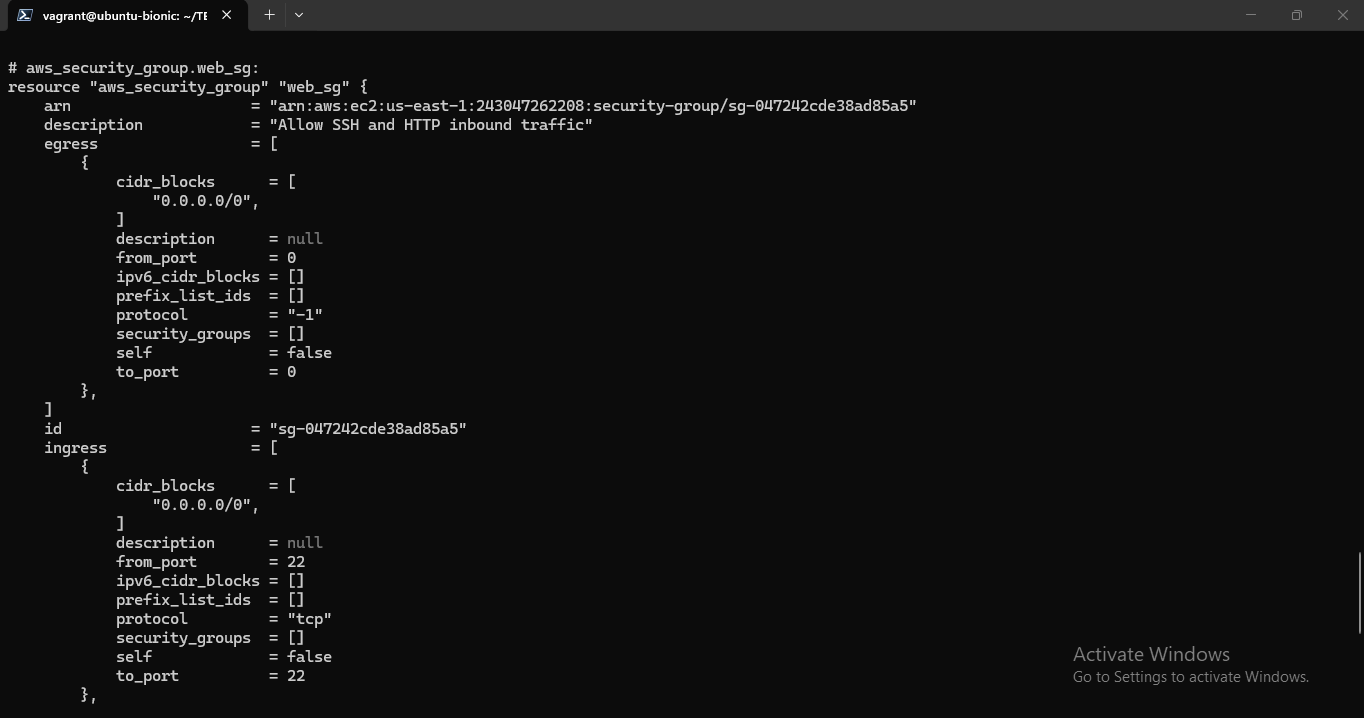 vagrant@ubuntu-bionic: ~/TE
# aws_security_group.web_sg:
resource "aws_security_group" "web_sg" {
    arn                    = "arn:aws:ec2:us-east-1:243047262208:security-group/sg-047242cde38ad85a5"
    description            = "Allow SSH and HTTP inbound traffic"
    egress                 = [
        {
            cidr_blocks      = [
                "0.0.0.0/0",
            ]
            description      = null
            from_port        = 0
            ipv6_cidr_blocks = []
            prefix_list_ids  = []
            protocol         = "-1"
            security_groups  = []
            self             = false
            to_port          = 0
        },
    ]
    id                     = "sg-047242cde38ad85a5"
    ingress                = [
        {
            cidr_blocks      = [
                "0.0.0.0/0",
            ]
            description      = null
            from_port        = 22
            ipv6_cidr_blocks = []
            prefix_list_ids  = []
            protocol         = "tcp"
            security_groups  = []
            self             = false
            to_port          = 22
        },
Activate Windows
Go to Settings to activate Windows.